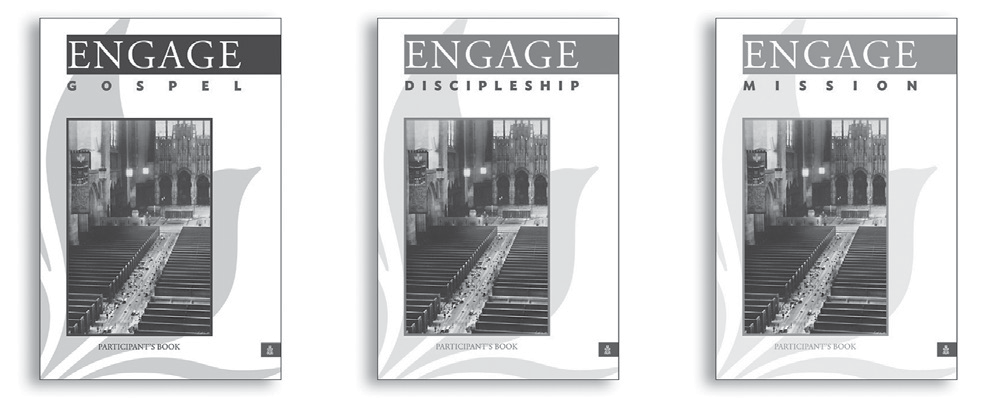 ENGAGE
GOSPEL
PARTICIPANT'S BOOK
ENGAGE
DISCIPLESHIP
PARTICIPANT'S BOOK
ENGAGE
MISSION
PARTICIPANT'S BOOK